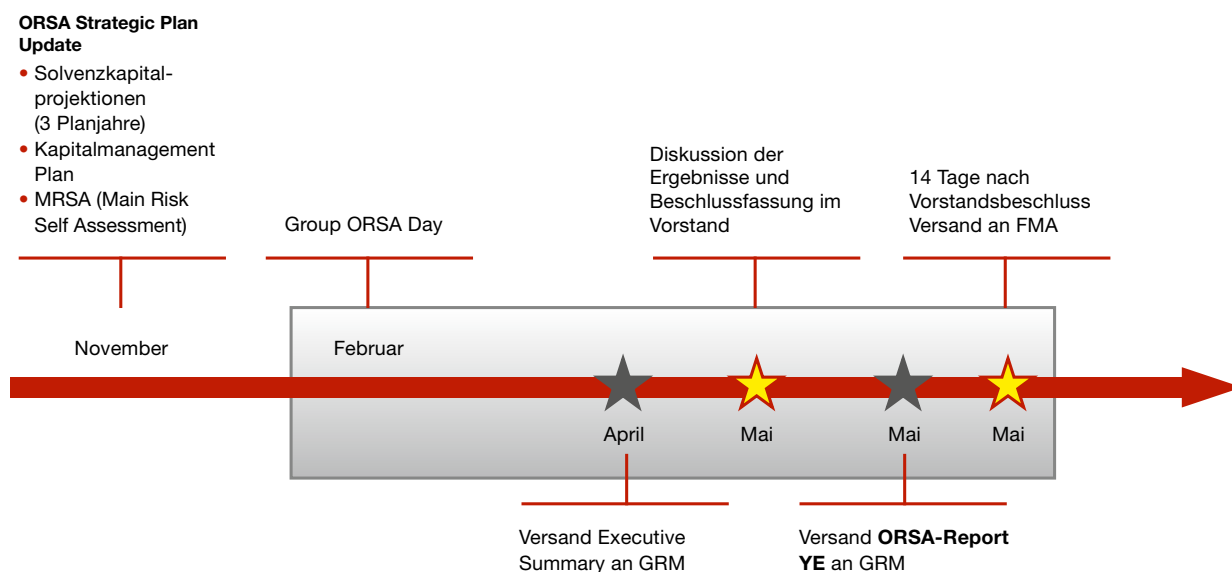 ORSA Strategic Plan
Update
• Solvenzkapital-
projektionen
(3 Planjahre)
• Kapitalmanagement
Plan
• MRSA (Main Risk
Self Assessment)
Group ORSA Day
Diskussion der
Ergebnisse und
Beschlussfassung im
Vorstand
14 Tage nach
Vorstandsbeschluss
Versand an FMA
November
Februar
April
Mai
Mai
Mai
Versand Executive
Summary an GRM
Versand ORSA-Report
YE an GRM